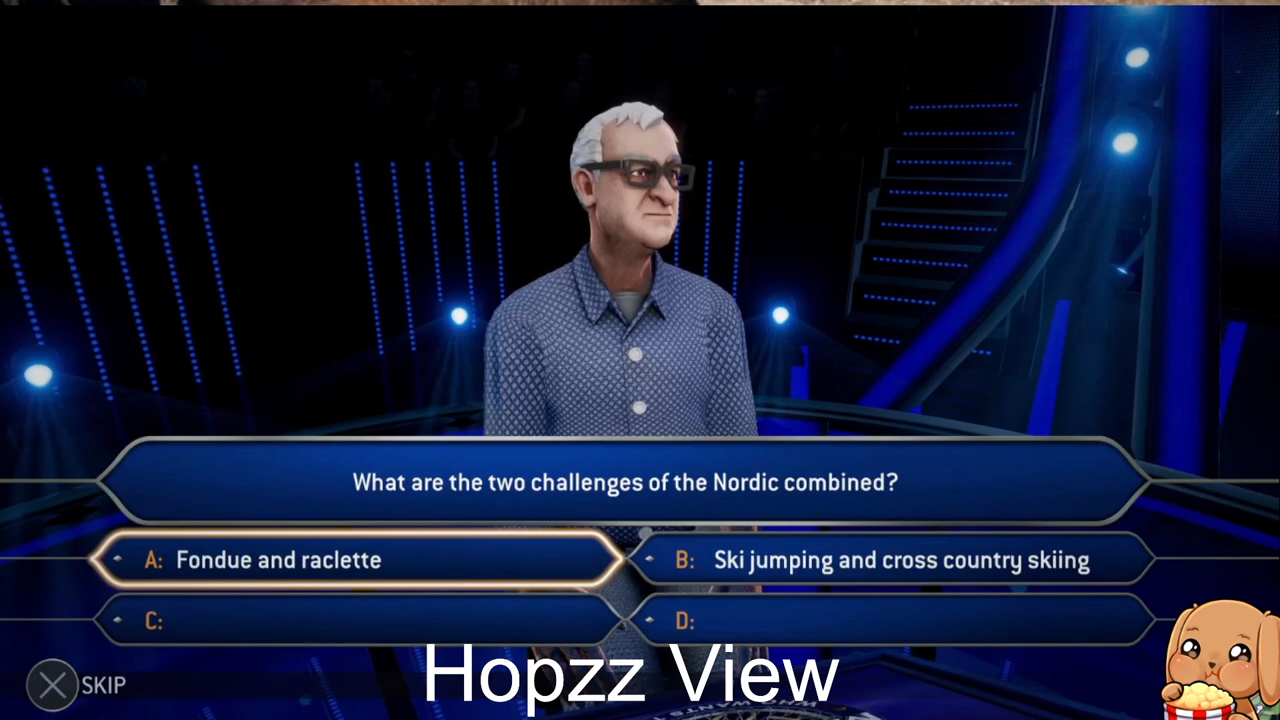 What are the two challenges of the Nordic combined?
A: Fondue and raclette
B: Ski jumping and cross country skiing
C:
D:
Hopzz View
SKIP